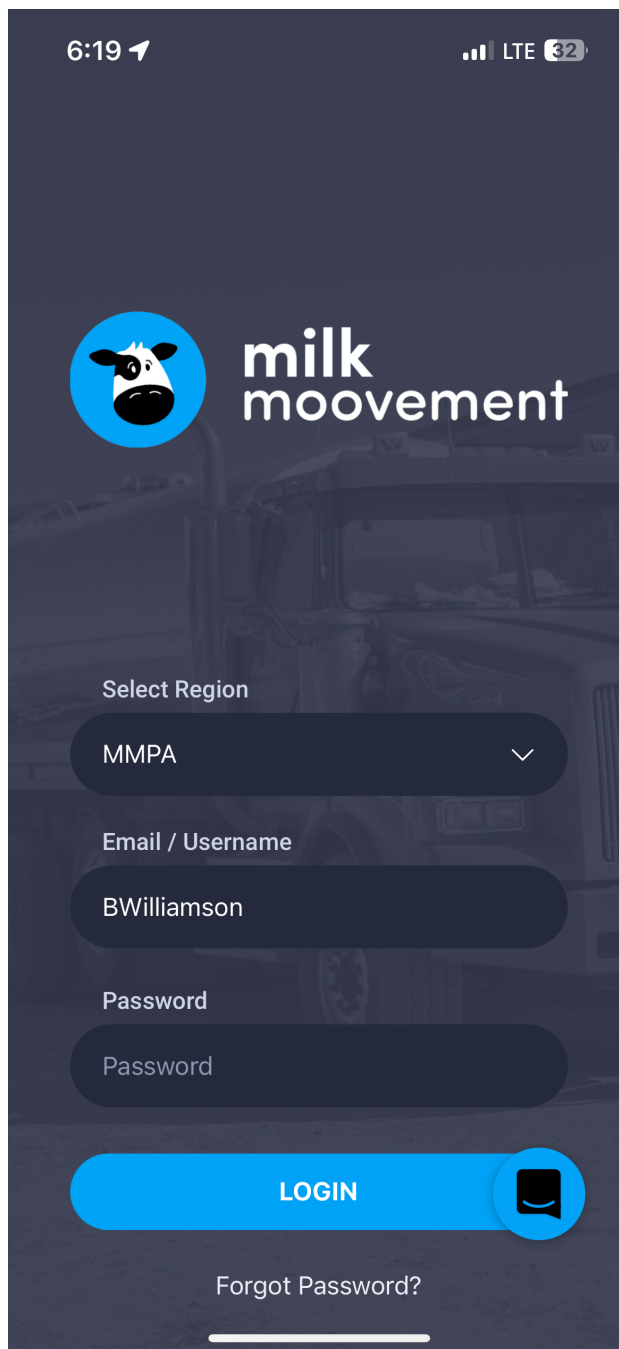 6:19 LTE 32
milk
moovement
Select Region
MMPA
Email / Username
BWilliamson
Password
Password
LOGIN
Forgot Password?